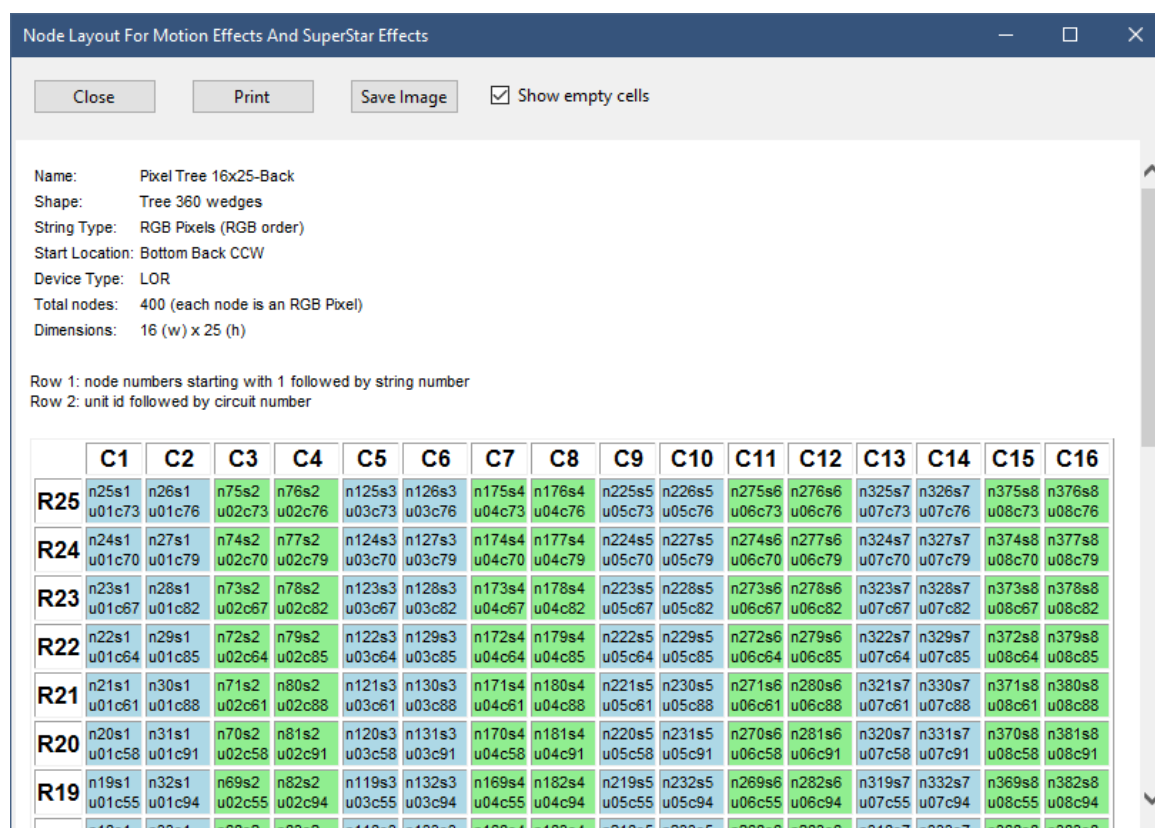 Node Layout For Motion Effects And SuperStar Effects
Close Print Save Image Show empty cells
Name: Pixel Tree 16x25-Back
Shape: Tree 360 wedges
String Type: RGB Pixels (RGB order)
Start Location: Bottom Back CCW
Device Type: LOR
Total nodes: 400 (each node is an RGB Pixel)
Dimensions: 16 (w) x 25 (h)
Row 1: node numbers starting with 1 followed by string number
Row 2: unit id followed by circuit number
C1 C2 C3 C4 C5 C6 C7 C8 C9 C10 C11 C12 C13 C14 C15 C16
R25
n25s1 n26s1 n75s2 n76s2 n125s3 n126s3 n175s4 n176s4 n225s5 n226s5 n275s6 n276s6 n325s7 n326s7 n375s8 n376s8
u01c73 u01c76 u02c73 u02c76 u03c73 u03c76 u04c73 u04c76 u05c73 u05c76 u06c73 u06c76 u07c73 u07c76 u08c73 u08c76
R24
n24s1 n27s1 n74s2 n77s2 n124s3 n127s3 n174s4 n177s4 n224s5 n227s5 n274s6 n277s6 n324s7 n327s7 n374s8 n377s8
u01c70 u01c79 u02c70 u02c79 u03c70 u03c79 u04c70 u04c79 u05c70 u05c79 u06c70 u06c79 u07c70 u07c79 u08c70 u08c79
R23
n23s1 n28s1 n73s2 n78s2 n123s3 n128s3 n173s4 n178s4 n223s5 n228s5 n273s6 n278s6 n323s7 n328s7 n373s8 n378s8
u01c67 u01c82 u02c67 u02c82 u03c67 u03c82 u04c67 u04c82 u05c67 u05c82 u06c67 u06c82 u07c67 u07c82 u08c67 u08c82
R22
n22s1 n29s1 n72s2 n79s2 n122s3 n129s3 n172s4 n179s4 n222s5 n229s5 n272s6 n279s6 n322s7 n329s7 n372s8 n379s8
u01c64 u01c85 u02c64 u02c85 u03c64 u03c85 u04c64 u04c85 u05c64 u05c85 u06c64 u06c85 u07c64 u07c85 u08c64 u08c85
R21
n21s1 n30s1 n71s2 n80s2 n121s3 n130s3 n171s4 n180s4 n221s5 n230s5 n271s6 n280s6 n321s7 n330s7 n371s8 n380s8
u01c61 u01c88 u02c61 u02c88 u03c61 u03c88 u04c61 u04c88 u05c61 u05c88 u06c61 u06c88 u07c61 u07c88 u08c61 u08c88
R20
n20s1 n31s1 n70s2 n81s2 n120s3 n131s3 n170s4 n181s4 n220s5 n231s5 n270s6 n281s6 n320s7 n331s7 n370s8 n381s8
u01c58 u01c91 u02c58 u02c91 u03c58 u03c91 u04c58 u04c91 u05c58 u05c91 u06c58 u06c91 u07c58 u07c91 u08c58 u08c91
R19
n19s1 n32s1 n69s2 n82s2 n119s3 n132s3 n169s4 n182s4 n219s5 n232s5 n269s6 n282s6 n319s7 n332s7 n369s8 n382s8
u01c55 u01c94 u02c55 u02c94 u03c55 u03c94 u04c55 u04c94 u05c55 u05c94 u06c55 u06c94 u07c55 u07c94 u08c55 u08c94